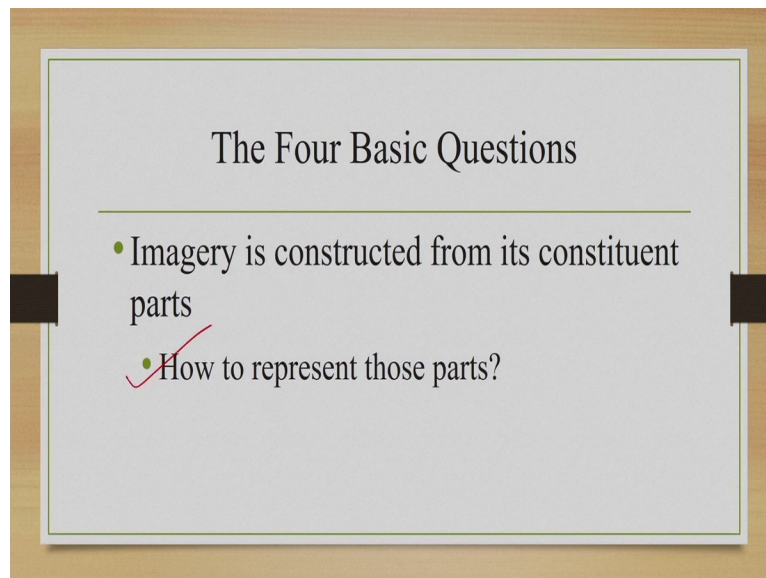 The Four Basic Questions
• Imagery is constructed from its constituent
parts
• How to represent those parts?